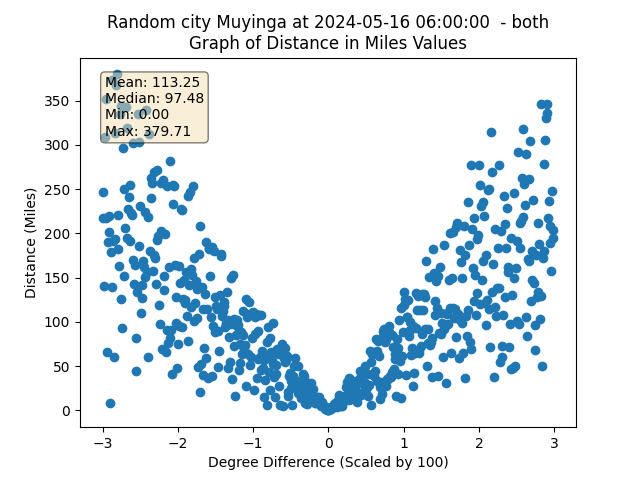 Random city Muyinga at 2024-05-16 06:00:00  - both
Graph of Distance in Miles Values
Mean: 113.25
Median: 97.48
Min: 0.00
Max: 379.71
Distance (Miles)
350
300
250
200
150
100
50
0
−3
−2
−1
0
1
2
3
Degree Difference (Scaled by 100)